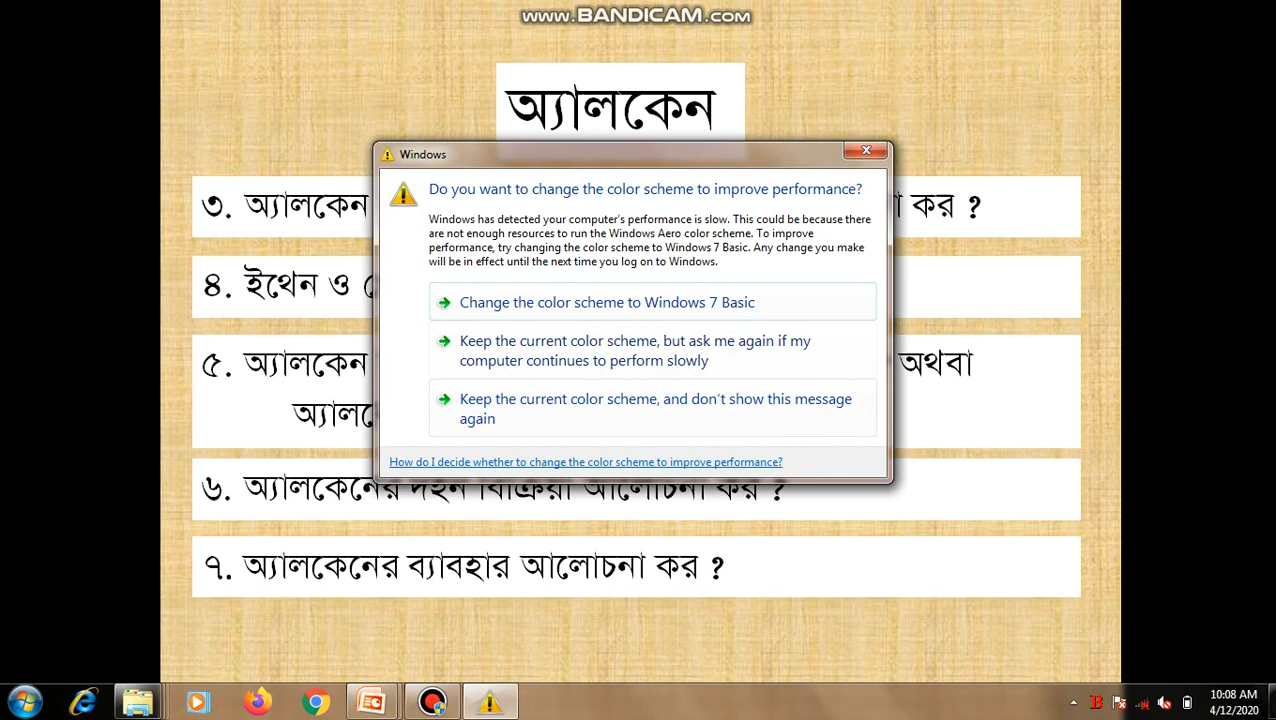 www.BANDICAM.com
অ্যালকেন
Windows
Do you want to change the color scheme to improve performance?
Windows has detected your computer's performance is slow. This could be because there
are not enough resources to run the Windows Aero color scheme. To improve
performance, try changing the color scheme to Windows 7 Basic. Any change you make
will be in effect until the next time you log on to Windows.
Change the color scheme to Windows 7 Basic
Keep the current color scheme, but ask me again if my
computer continues to perform slowly
Keep the current color scheme, and don't show this message
again
How do I decide whether to change the color scheme to improve performance?
৩. অ্যালকেন কর ?
৪. ইথেন ও
৫. অ্যালকেন অথবা
৬. অ্যালকেনের দহন বিক্রিয়া আলোচনা কর ?
৭. অ্যালকেনের ব্যাবহার আলোচনা কর ?
10:08 AM
4/12/2020